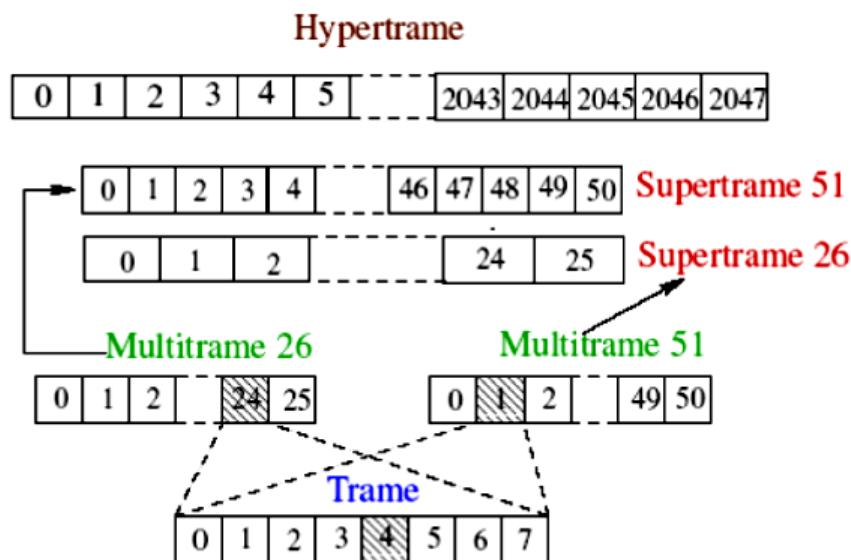 Hypertrame
0 1 2 3 4 5 2043 2044 2045 2046 2047
0 1 2 3 4 46 47 48 49 50 Supertrame 51
0 1 2 24 25 Supertrame 26
Multitrame 26 Multitrame 51
0 1 2 24 25 0 1 2 49 50
Trame
0 1 2 3 4 5 6 7